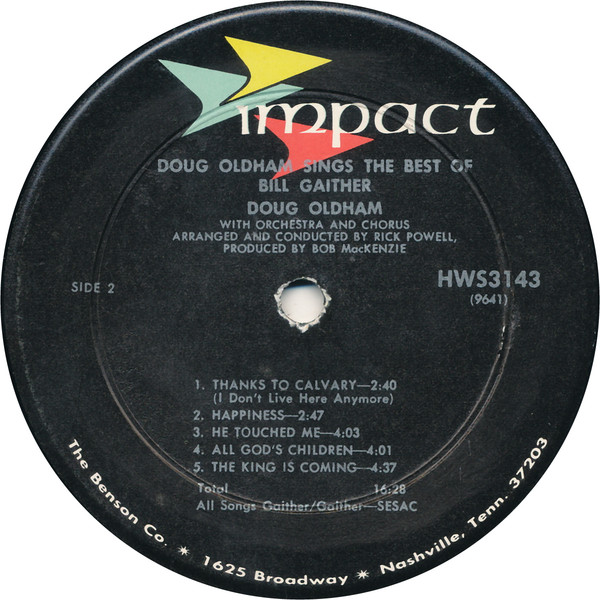 impact
DOUG OLDHAM SINGS THE BEST OF
BILL GAITHER
DOUG OLDHAM
WITH ORCHESTRA AND CHORUS
ARRANGED AND CONDUCTED BY RICK POWELL,
PRODUCED BY BOB MacKENZIE
SIDE 2
HWS3143
(9641)
1. THANKS TO CALVARY—2:40
(I Don't Live Here Anymore)
2. HAPPINESS—2:47
3. HE TOUCHED ME—4:03
4. ALL GOD'S CHILDREN—4:01
5. THE KING IS COMING—4:37
Total 16:28
All Songs Gaither/Gaither—SESAC
The Benson Co. ✴ 1625 Broadway ✴ Nashville, Tenn. 37203